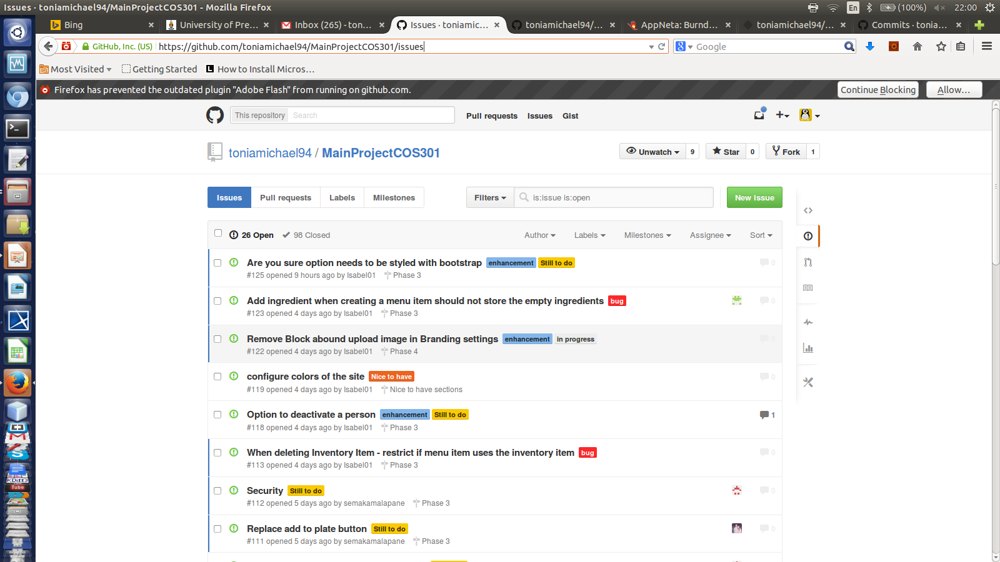 Issues · toniamichael94/MainProjectCOS301 - Mozilla Firefox
En (100%) 22:00
Bing
University of Pre...
Inbox (265) - ton...
Issues · toniamic...
toniamichael94/...
AppNeta: Burnd...
toniamichael94/...
Commits · tonia...
GitHub, Inc. (US) https://github.com/toniamichael94/MainProjectCOS301/issues
Google
Most Visited
Getting Started
How to Install Micros...
Firefox has prevented the outdated plugin "Adobe Flash" from running on github.com.
Continue Blocking
Allow...
This repository Search
Pull requests Issues Gist
toniamichael94 / MainProjectCOS301
Unwatch 9
Star 0
Fork 1
Issues Pull requests Labels Milestones
Filters is:issue is:open
New Issue
26 Open 98 Closed
Author Labels Milestones Assignee Sort
Are you sure option needs to be styled with bootstrap enhancement Still to do 0
#125 opened 9 hours ago by Isabel01 Phase 3
Add ingredient when creating a menu item should not store the empty ingredients bug 0
#123 opened 4 days ago by Isabel01 Phase 3
Remove Block abound upload image in Branding settings enhancement in progress 0
#122 opened 4 days ago by Isabel01 Phase 4
configure colors of the site Nice to have 0
#119 opened 4 days ago by Isabel01 Nice to have sections
Option to deactivate a person enhancement Still to do 1
#118 opened 4 days ago by Isabel01 Phase 3
When deleting Inventory Item - restrict if menu item uses the inventory item bug 0
#113 opened 4 days ago by Isabel01 Phase 3
Security Still to do 0
#112 opened 5 days ago by semakamalapane Phase 3
Replace add to plate button Still to do 0
#111 opened 5 days ago by semakamalapane Phase 3
KDiff3
Tube